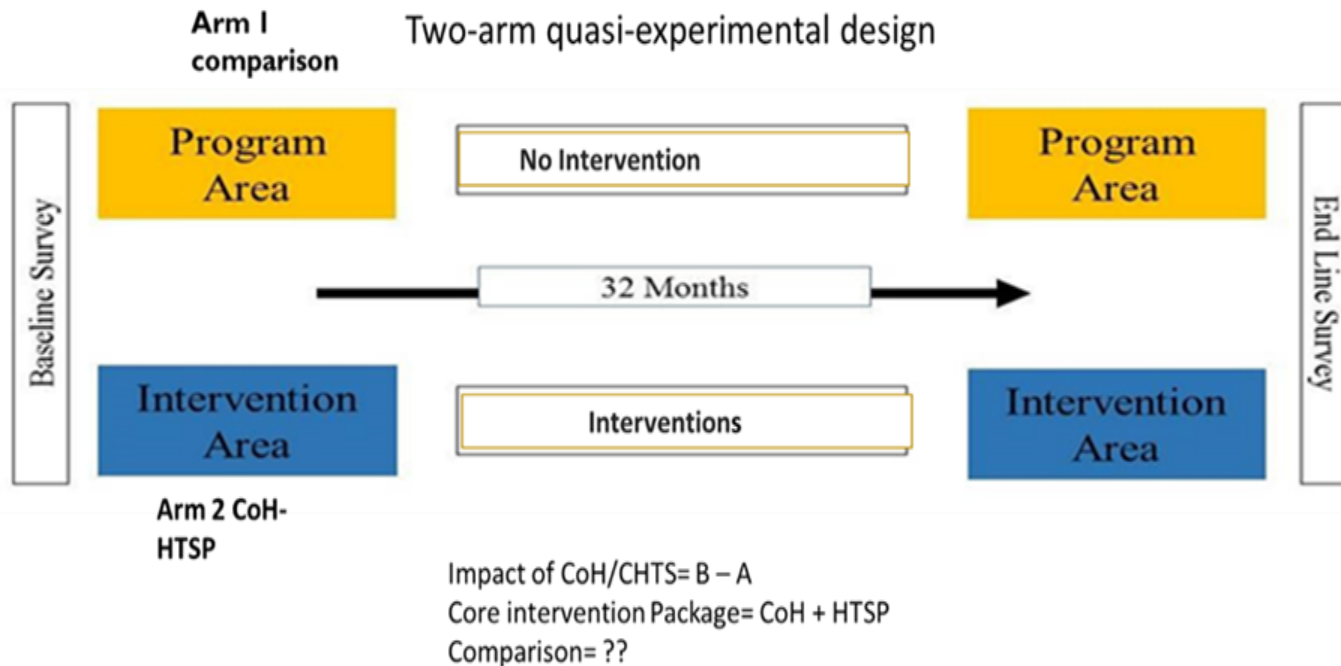 Arm I
comparison
Two-arm quasi-experimental design
Baseline Survey
Program
Area
No Intervention
Program
Area
End Line Survey
32 Months
Intervention
Area
Interventions
Intervention
Area
Arm 2 CoH-
HTSP
Impact of CoH/CHTS= B – A
Core intervention Package= CoH + HTSP
Comparison= ??